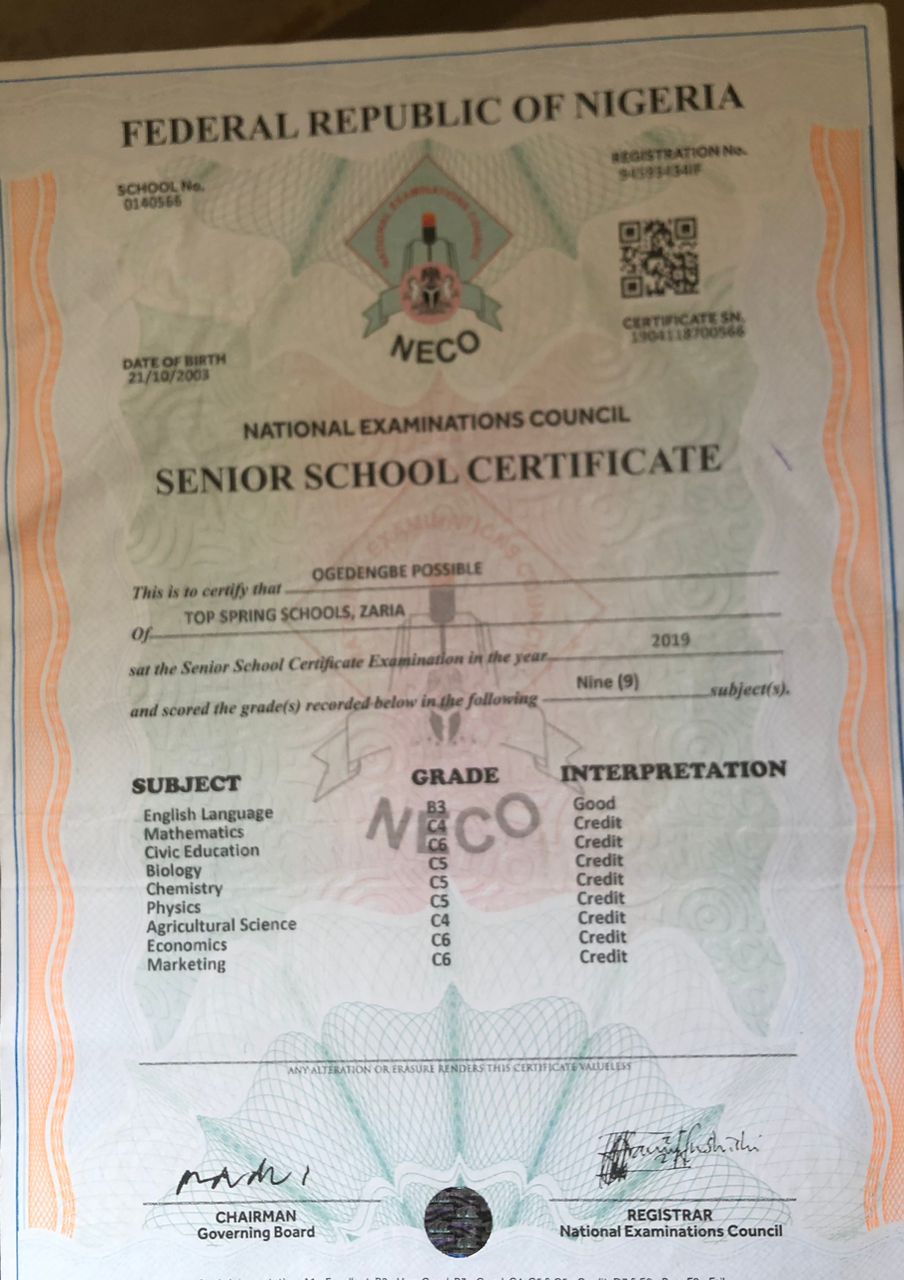 FEDERAL REPUBLIC OF NIGERIA
SCHOOL No.
0140566
REGISTRATION No.
NATIONAL EXAMINATIONS COUNCIL
NECO
CERTIFICATE SN.
1904118700566
DATE OF BIRTH
21/10/2003
NATIONAL EXAMINATIONS COUNCIL
SENIOR SCHOOL CERTIFICATE
This is to certify that OGEDENGBE POSSIBLE
Of TOP SPRING SCHOOLS, ZARIA
sat the Senior School Certificate Examination in the year 2019
and scored the grade(s) recorded below in the following Nine (9) subject(s).
SUBJECT GRADE INTERPRETATION
English Language B3 Good
Mathematics C4 Credit
Civic Education C6 Credit
Biology C5 Credit
Chemistry C5 Credit
Physics C5 Credit
Agricultural Science C4 Credit
Economics C6 Credit
Marketing C6 Credit
NECO
ANY ALTERATION OR ERASURE RENDERS THIS CERTIFICATE VALUELESS
CHAIRMAN
Governing Board
REGISTRAR
National Examinations Council